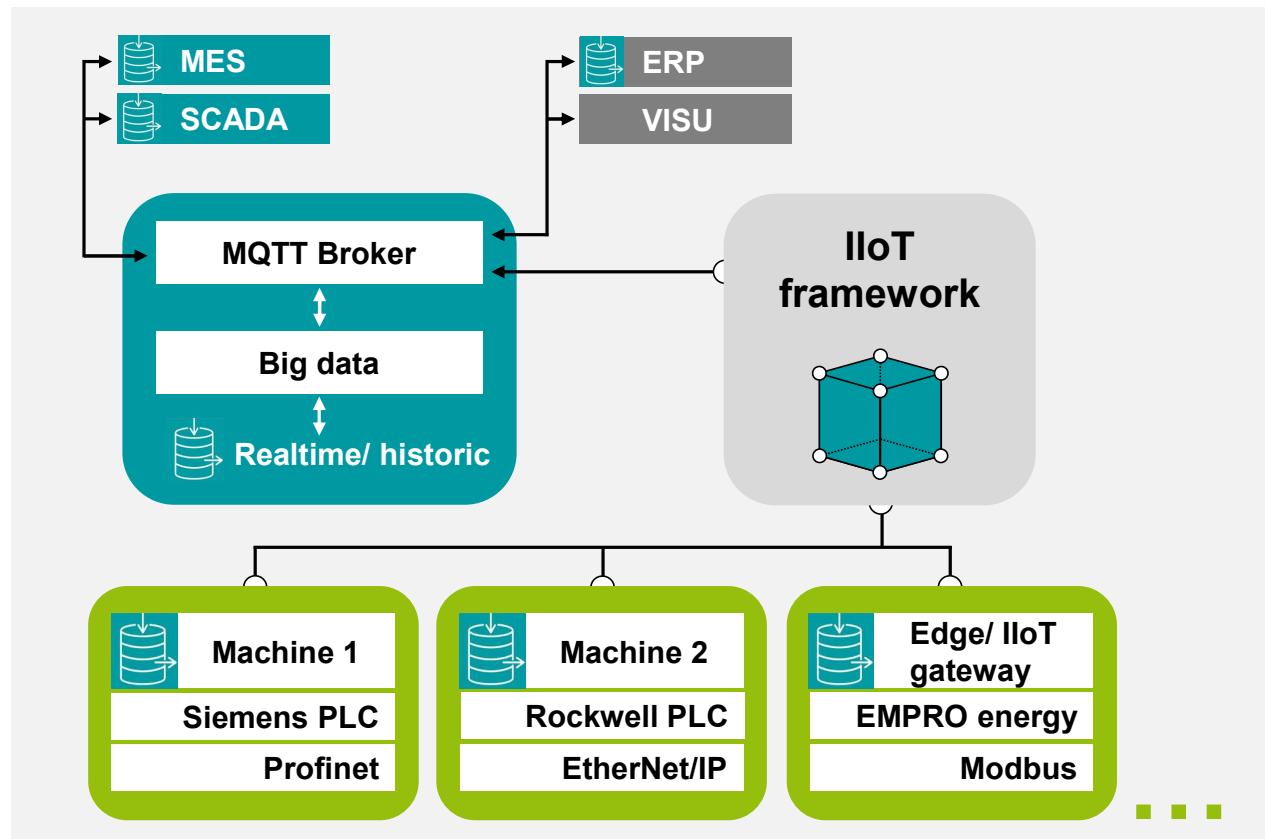 MES
SCADA
ERP
VISU
MQTT Broker
Big data
Realtime/ historic
IIoT
framework
Machine 1
Siemens PLC
Profinet
Machine 2
Rockwell PLC
EtherNet/IP
Edge/ IIoT
gateway
EMPRO energy
Modbus